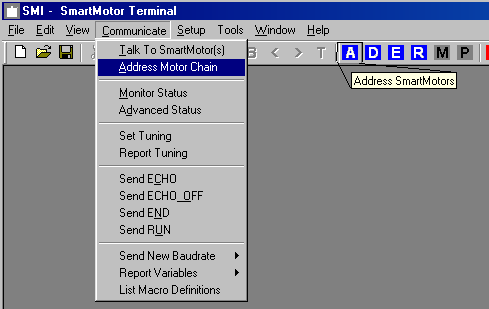 SMI - SmartMotor Terminal
File Edit View Communicate Setup Tools Window Help
B < > T A D E R M P
Talk To SmartMotor(s)
Address Motor Chain
Address SmartMotors
Monitor Status
Advanced Status
Set Tuning
Report Tuning
Send ECHO
Send ECHO_OFF
Send END
Send RUN
Send New Baudrate
Report Variables
List Macro Definitions